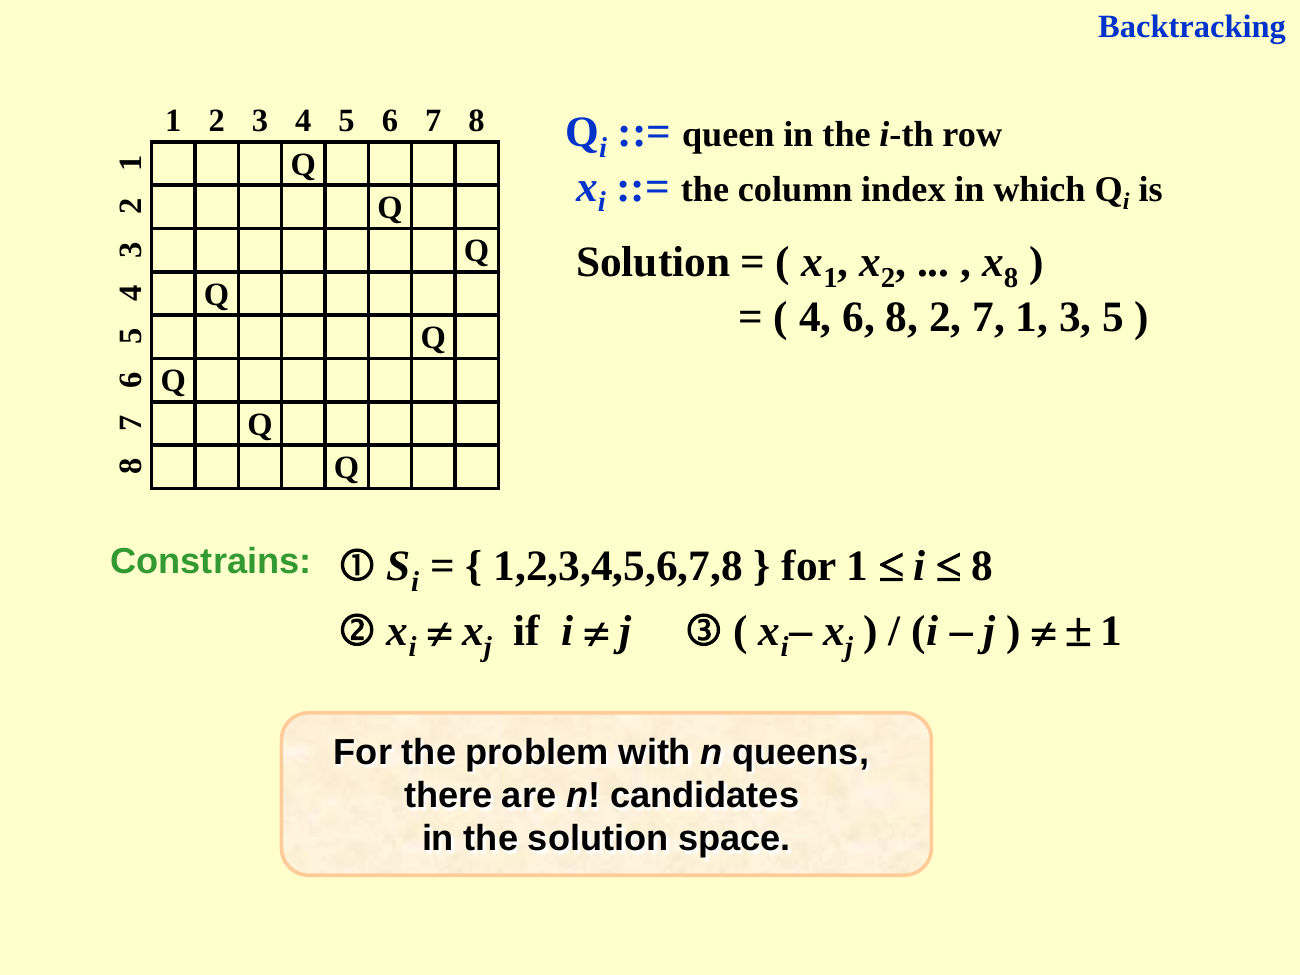 Backtracking
1 2 3 4 5 6 7 8
1 Q
2 Q
3 Q
4 Q
5 Q
6 Q
7 Q
8 Q
Qi ::= queen in the i-th row
xi ::= the column index in which Qi is
Solution = ( x1, x2, ... , x8 )
= ( 4, 6, 8, 2, 7, 1, 3, 5 )
Constrains: ① Si = { 1,2,3,4,5,6,7,8 } for 1 ≤ i ≤ 8
② xi ≠ xj if i ≠ j ③ ( xi– xj ) / (i – j ) ≠ ± 1
For the problem with n queens,
there are n! candidates
in the solution space.